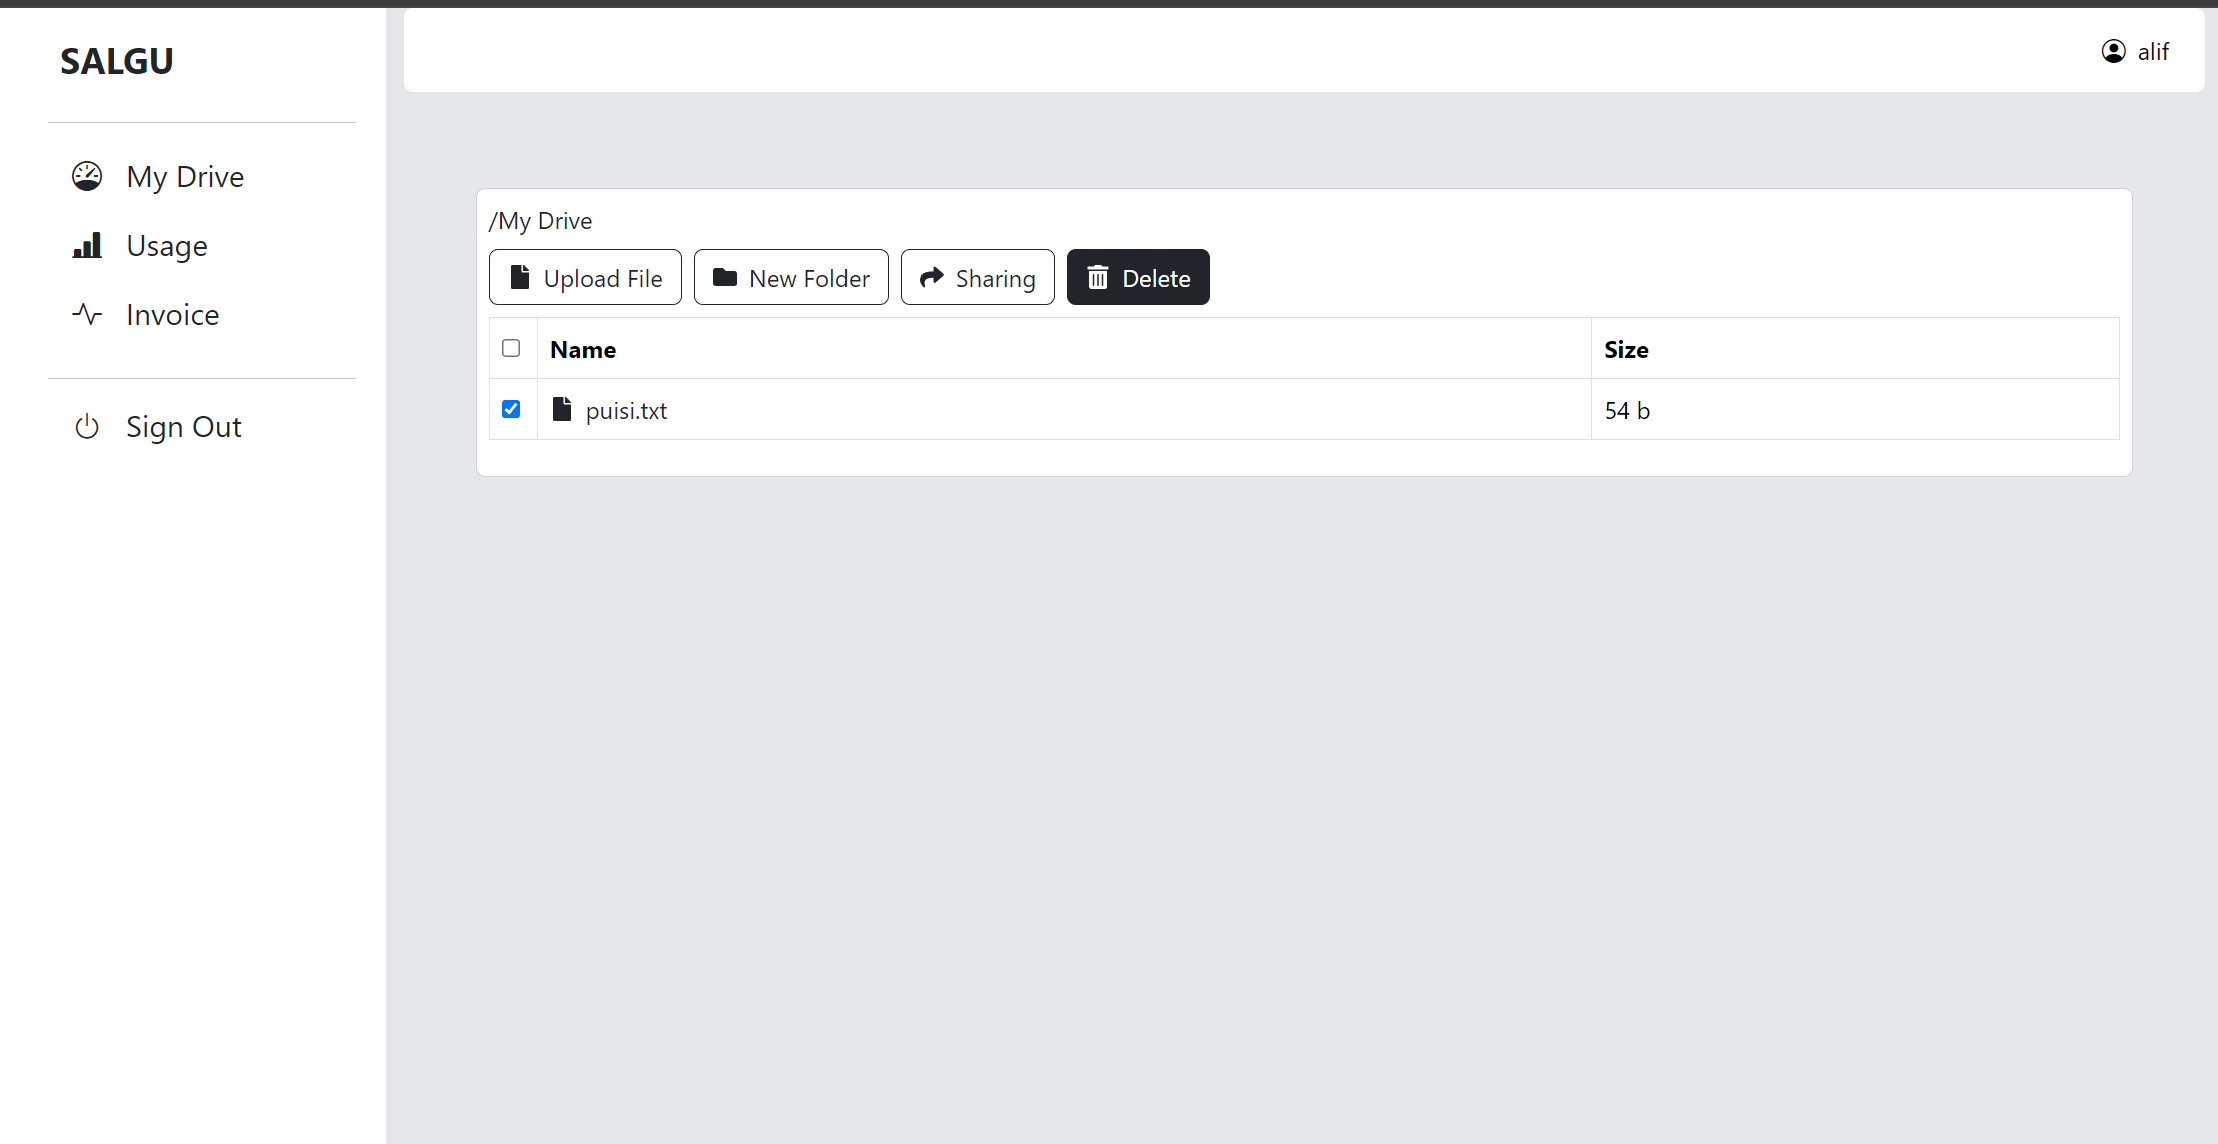 SALGU
alif
My Drive
Usage
Invoice
Sign Out
/My Drive
Upload File New Folder Sharing Delete
Name Size
puisi.txt 54 b